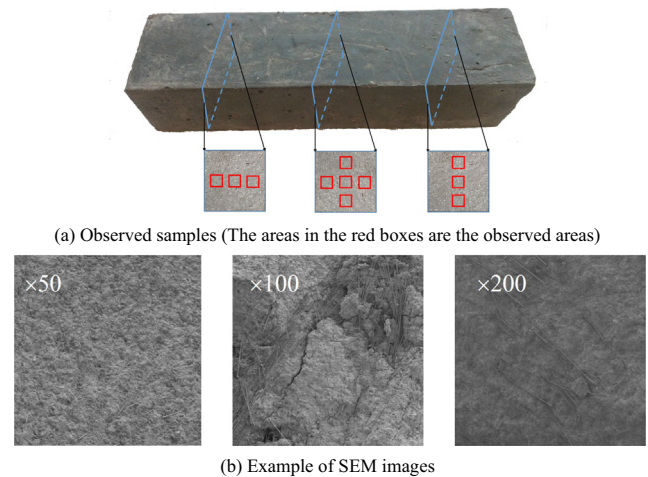 (a) Observed samples (The areas in the red boxes are the observed areas)
×50
×100
×200
(b) Example of SEM images